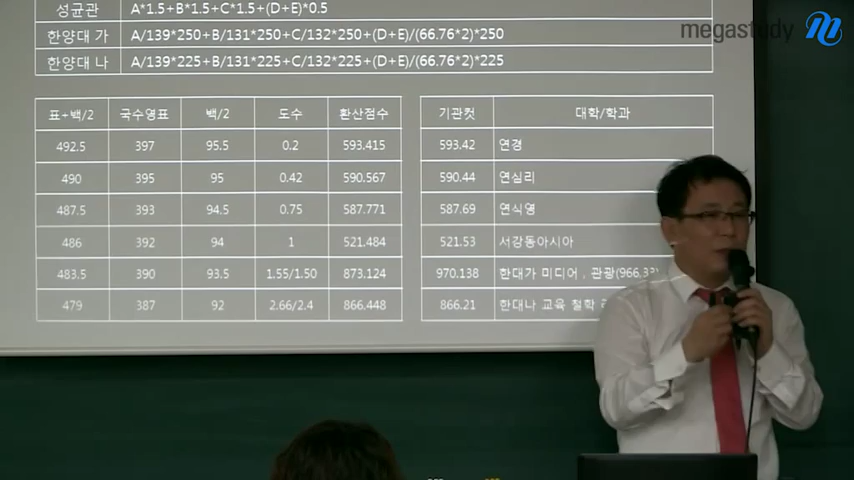 성균관 A*1.5+B*1.5+C*1.5+(D+E)*0.5
megastudy
한양대 가 A/139*250+B/131*250+C/132*250+(D+E)/(66.76*2)*250
한양대 나 A/139*225+B/131*225+C/132*225+(D+E)/(66.76*2)*225
표+백/2 국수영표 백/2 도수 환산점수 기관컷 대학/학과
492.5 397 95.5 0.2 593.415 593.42 연경
490 395 95 0.42 590.567 590.44 연심리
487.5 393 94.5 0.75 587.771 587.69 연식영
486 392 94 1 521.484 521.53 서강동아시아
483.5 390 93.5 1.55/1.50 873.124 970.138 한대가 미디어 , 관광(966.33)
479 387 92 2.66/2.4 866.448 866.21 한대나 교육 철학